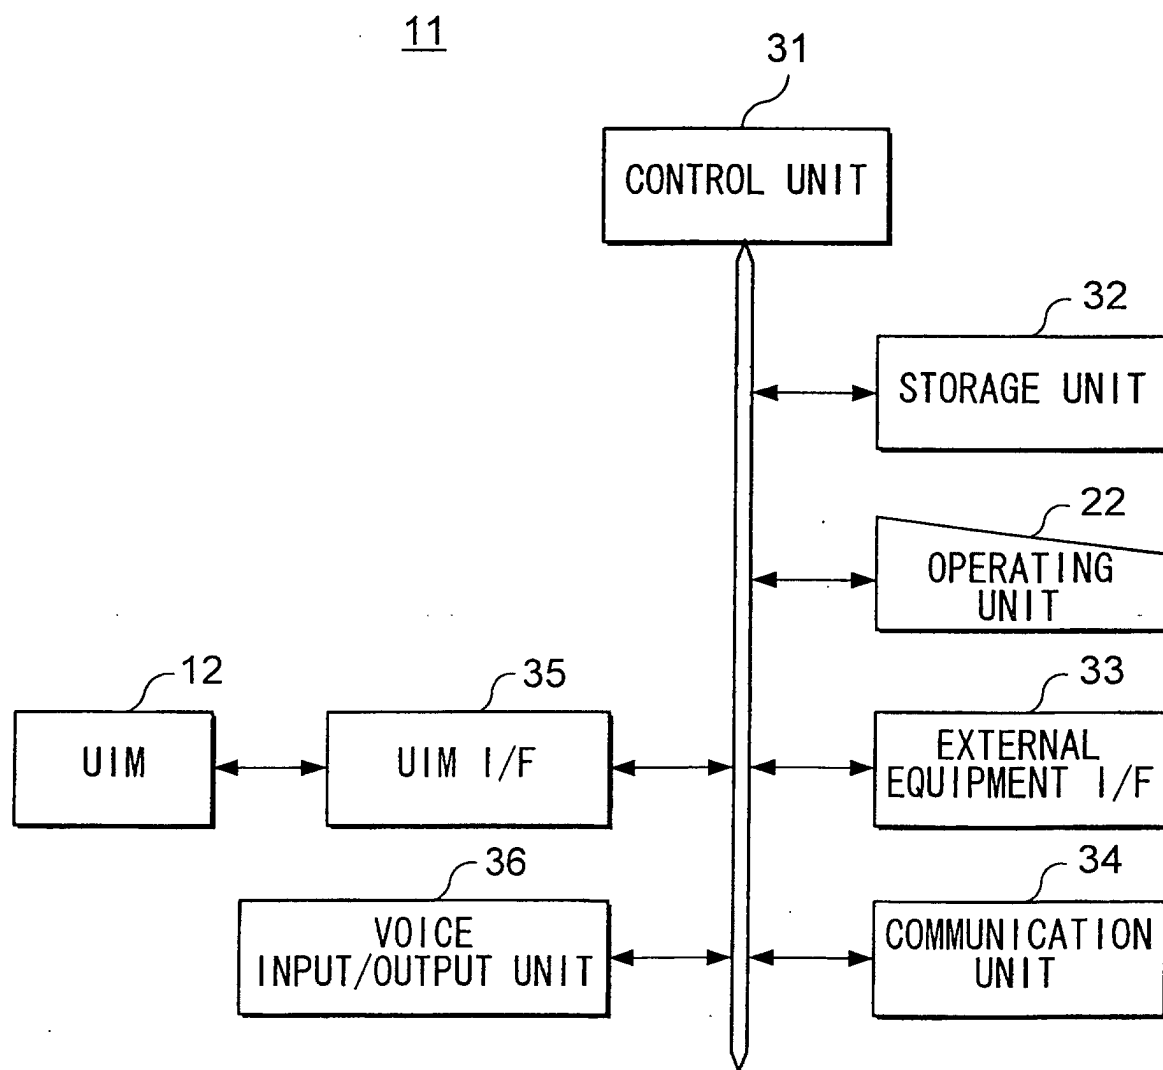 11
31
CONTROL UNIT
32
STORAGE UNIT
22
OPERATING
UNIT
12
UIM
35
UIM I/F
33
EXTERNAL
EQUIPMENT I/F
36
VOICE
INPUT/OUTPUT UNIT
34
COMMUNICATION
UNIT